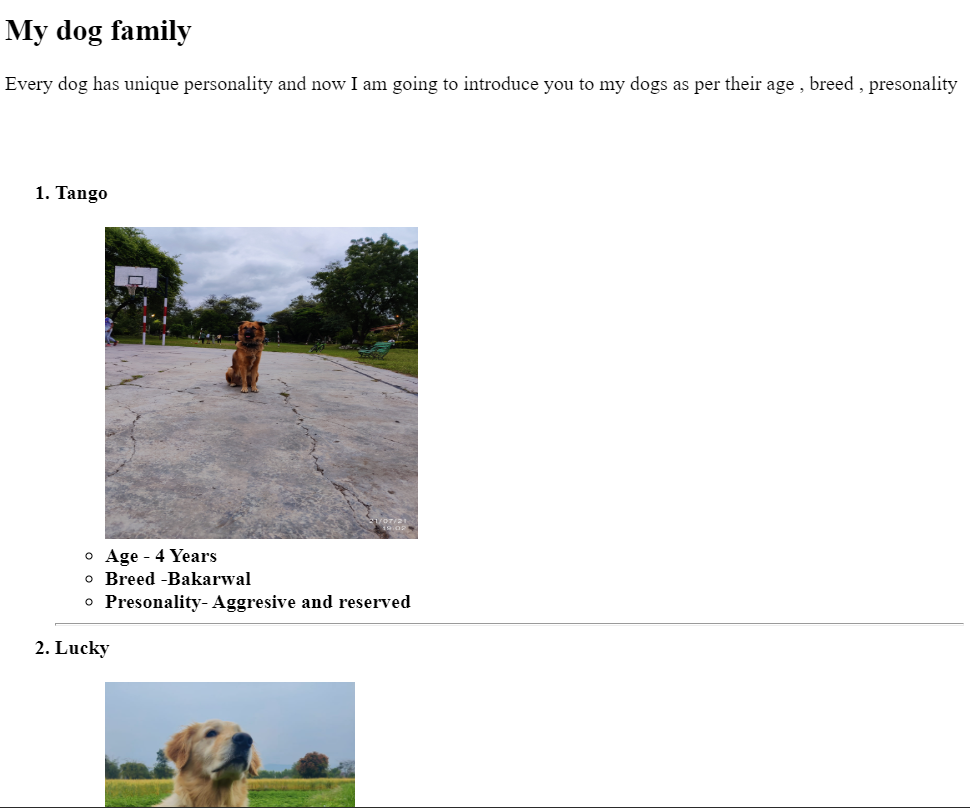 My dog family
Every dog has unique personality and now I am going to introduce you to my dogs as per their age , breed , presonality
1. Tango
21/07/21
19:02
Age - 4 Years
Breed -Bakarwal
Presonality- Aggresive and reserved
2. Lucky